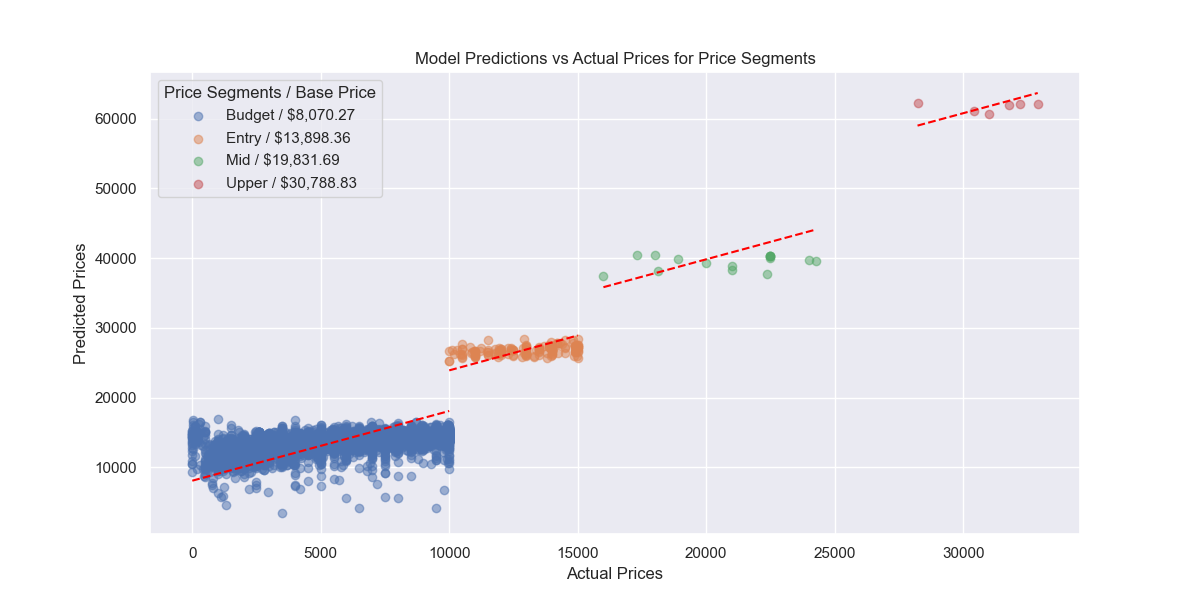 Model Predictions vs Actual Prices for Price Segments
Price Segments / Base Price
Budget / $8,070.27
Entry / $13,898.36
Mid / $19,831.69
Upper / $30,788.83
Predicted Prices
60000
50000
40000
30000
20000
10000
0 5000 10000 15000 20000 25000 30000
Actual Prices